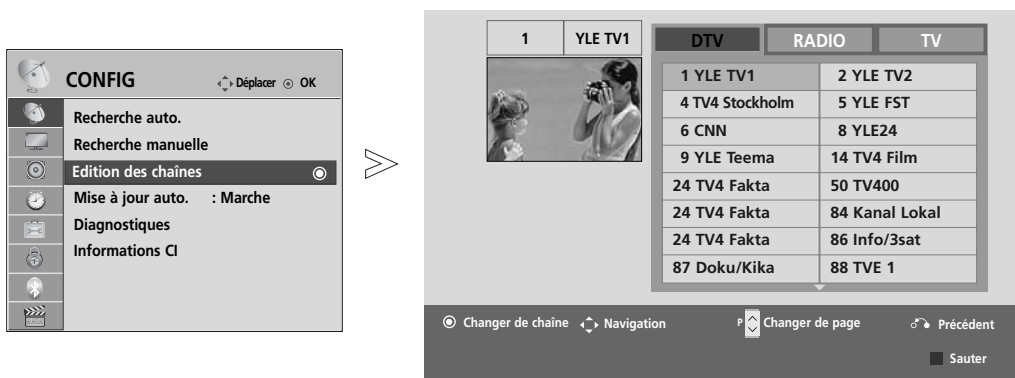 CONFIG Déplacer OK
Recherche auto.
Recherche manuelle
Edition des chaînes
Mise à jour auto. : Marche
Diagnostiques
Informations CI
1 YLE TV1
DTV RADIO TV
1 YLE TV1 2 YLE TV2
4 TV4 Stockholm 5 YLE FST
6 CNN 8 YLE24
9 YLE Teema 14 TV4 Film
24 TV4 Fakta 50 TV400
24 TV4 Fakta 84 Kanal Lokal
24 TV4 Fakta 86 Info/3sat
87 Doku/Kika 88 TVE 1
Changer de chaîne Navigation P Changer de page Précédent
Sauter